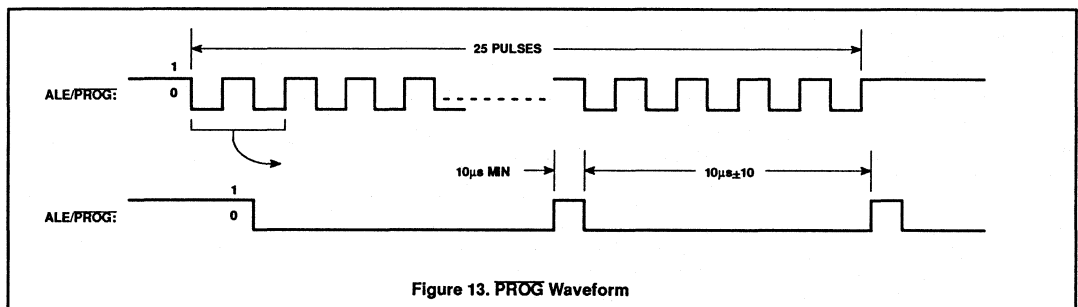 25 PULSES
1
ALE/PROG:
0
10µs MIN
10µs±10
1
ALE/PROG:
0
Figure 13. PROG Waveform